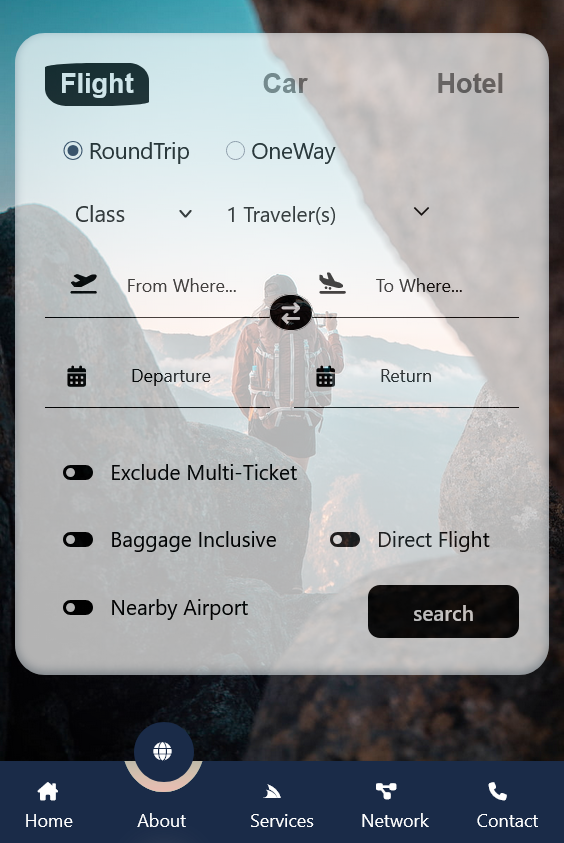 Flight Car Hotel
RoundTrip OneWay
Class 1 Traveler(s)
From Where... To Where...
Departure Return
Exclude Multi-Ticket
Baggage Inclusive Direct Flight
Nearby Airport search
Home About Services Network Contact